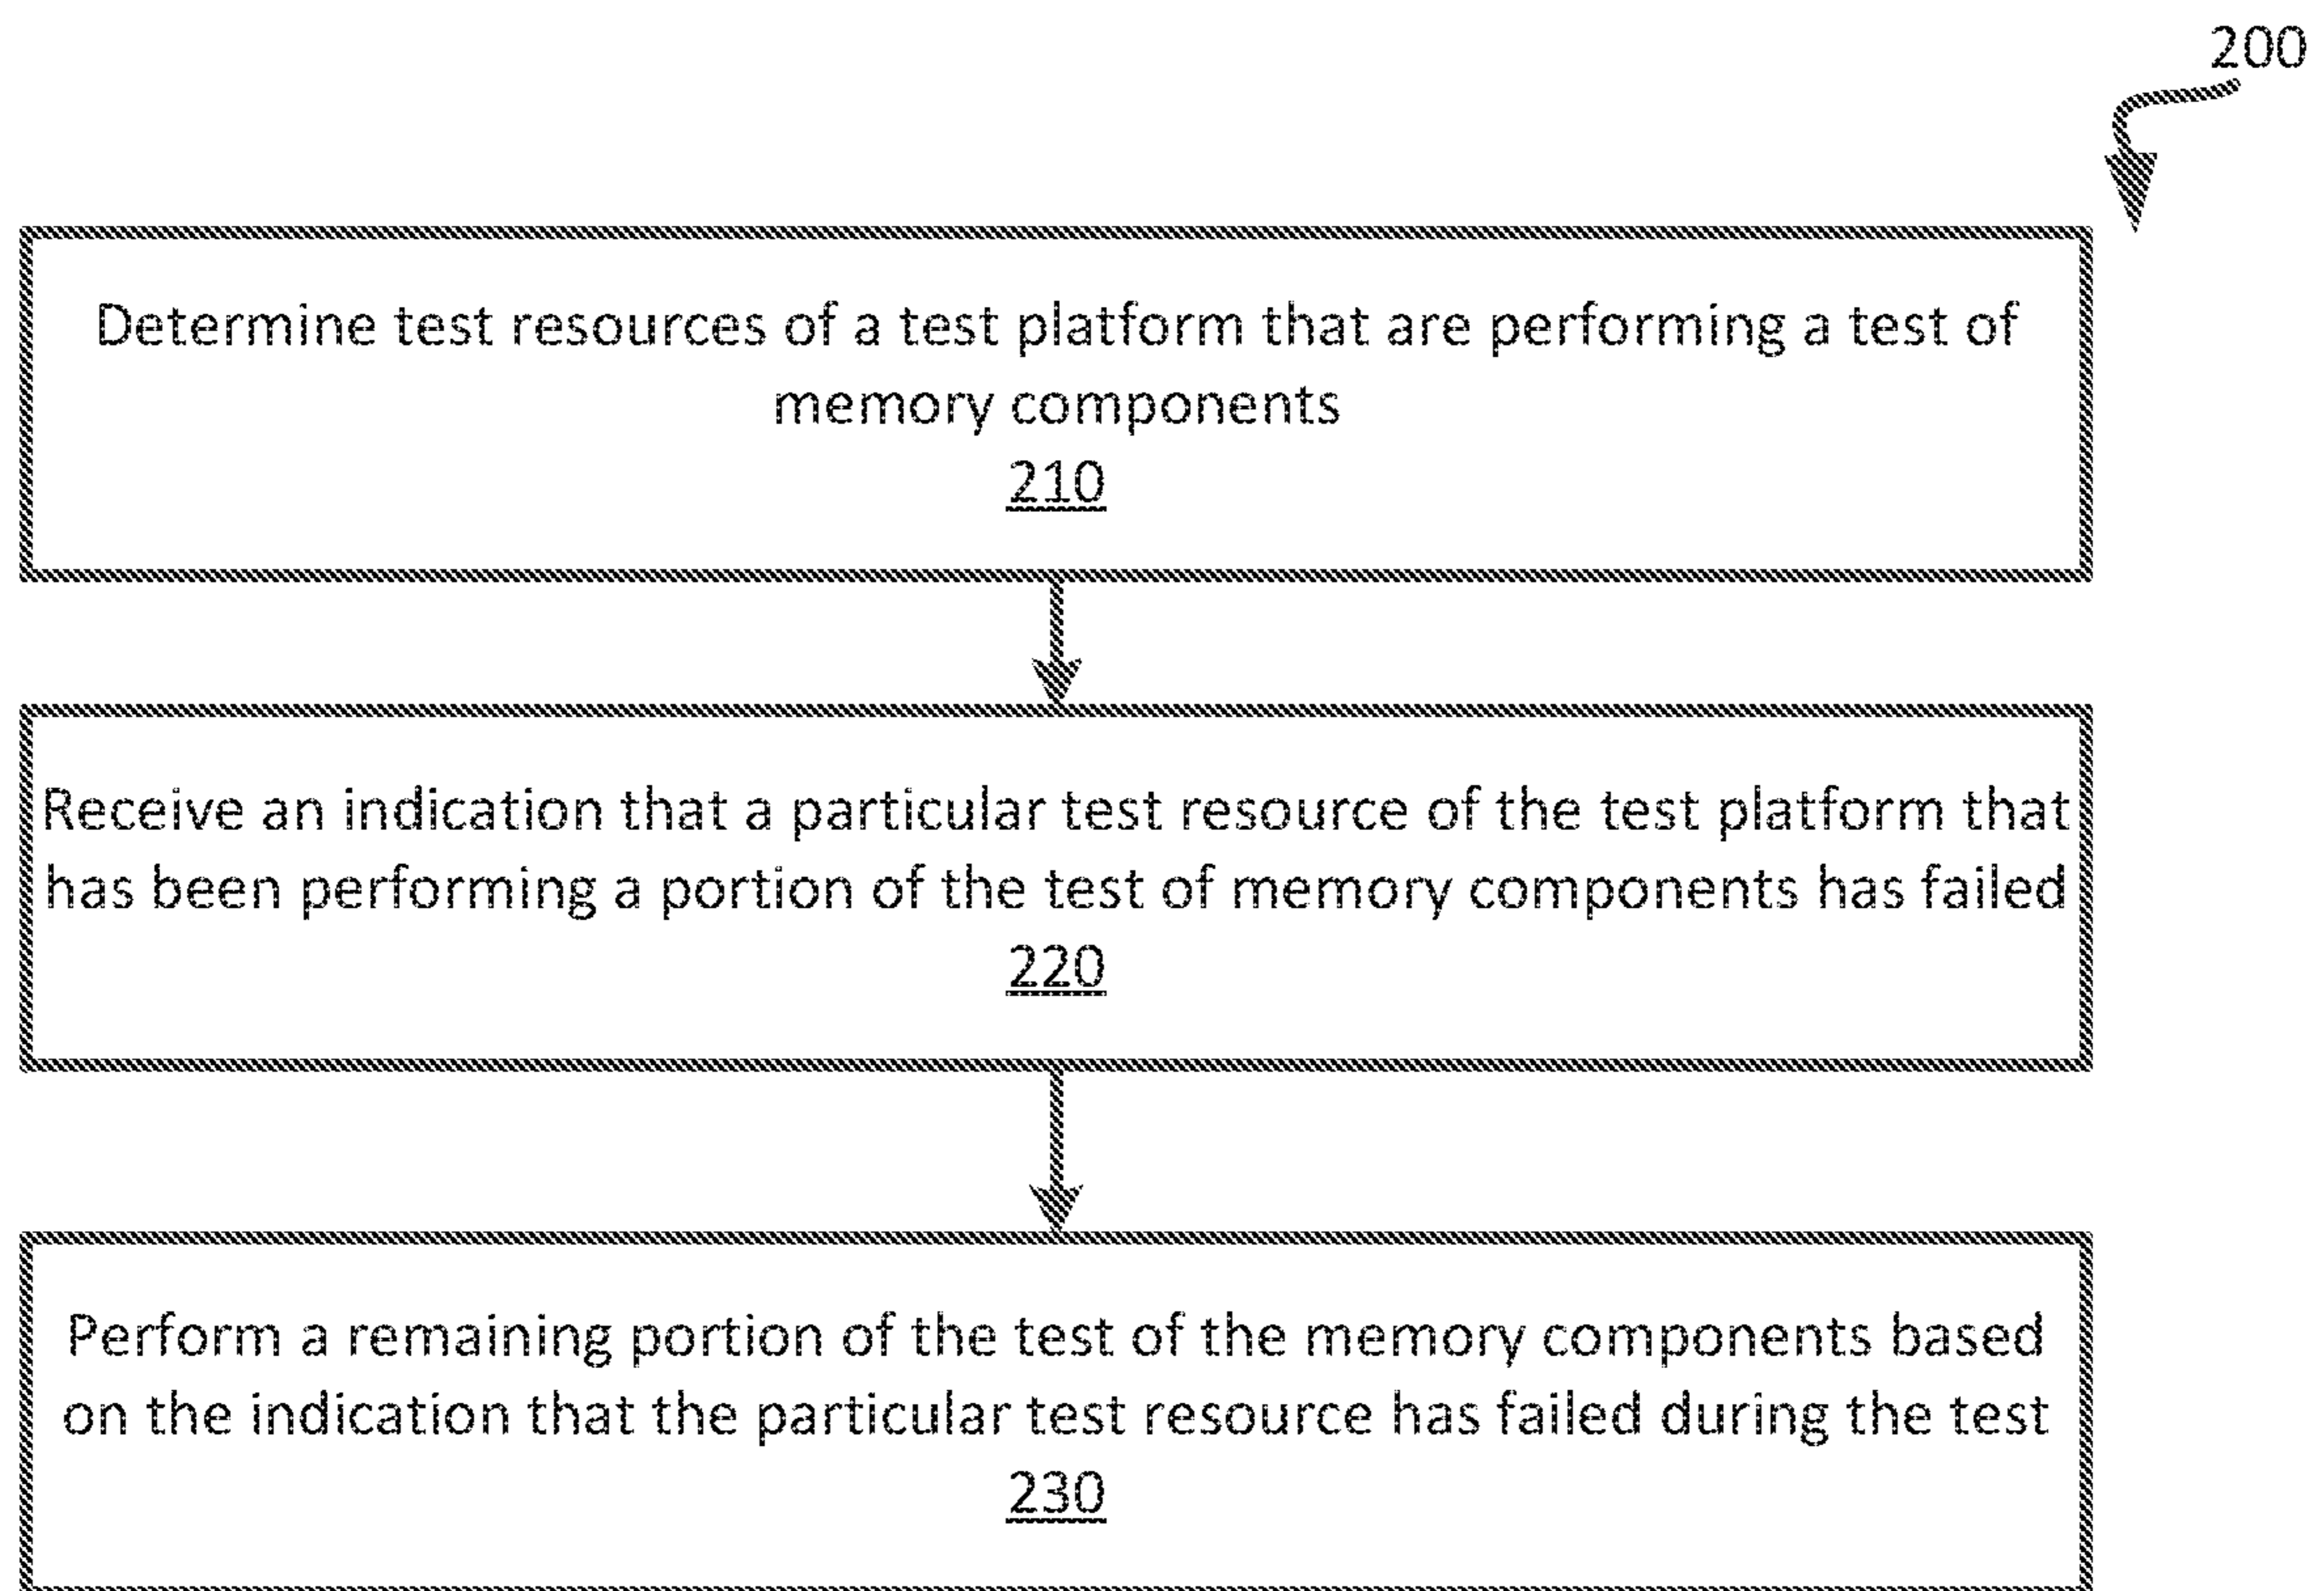 200
Determine test resources of a test platform that are performing a test of
memory components
210
Receive an indication that a particular test resource of the test platform that
has been performing a portion of the test of memory components has failed
220
Perform a remaining portion of the test of the memory components based
on the indication that the particular test resource has failed during the test
230